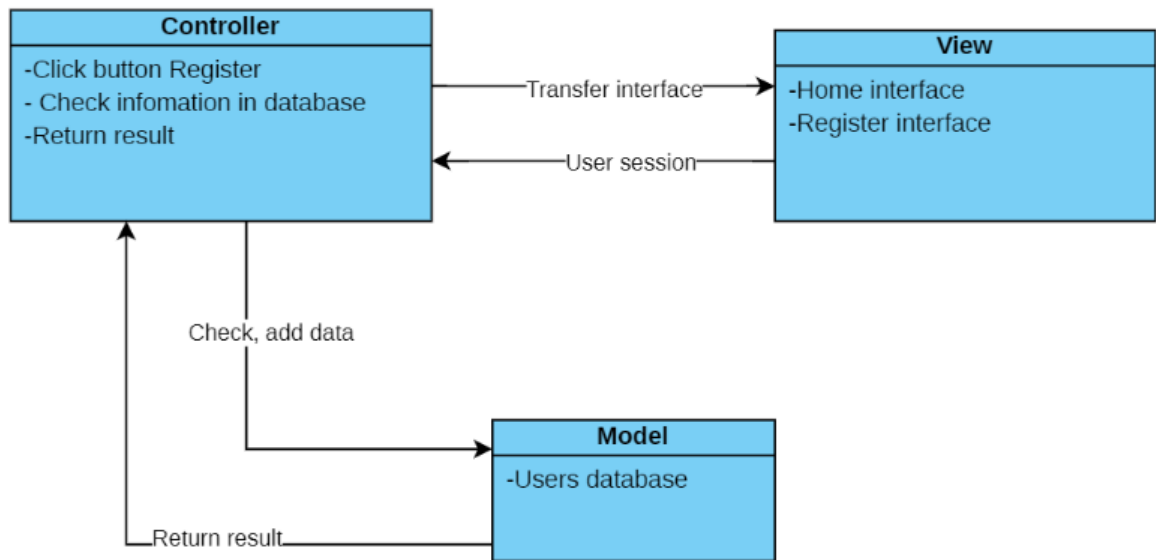 Controller
-Click button Register
- Check infomation in database
-Return result
Transfer interface
User session
View
-Home interface
-Register interface
Check, add data
Model
-Users database
Return result